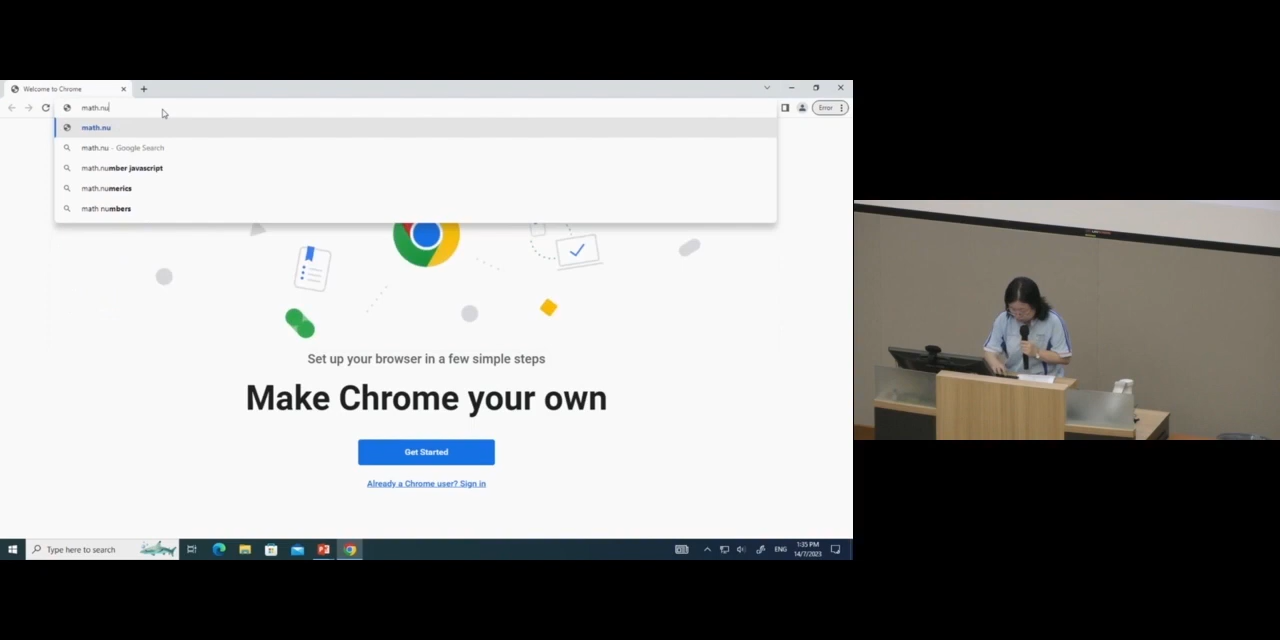 Welcome to Chrome
math.nu
Error
math.nu
math.nu - Google Search
math.number javascript
math.numerics
math numbers
Set up your browser in a few simple steps
Make Chrome your own
Get Started
Already a Chrome user? Sign in
Type here to search
ENG
1:35 PM
14/7/2023